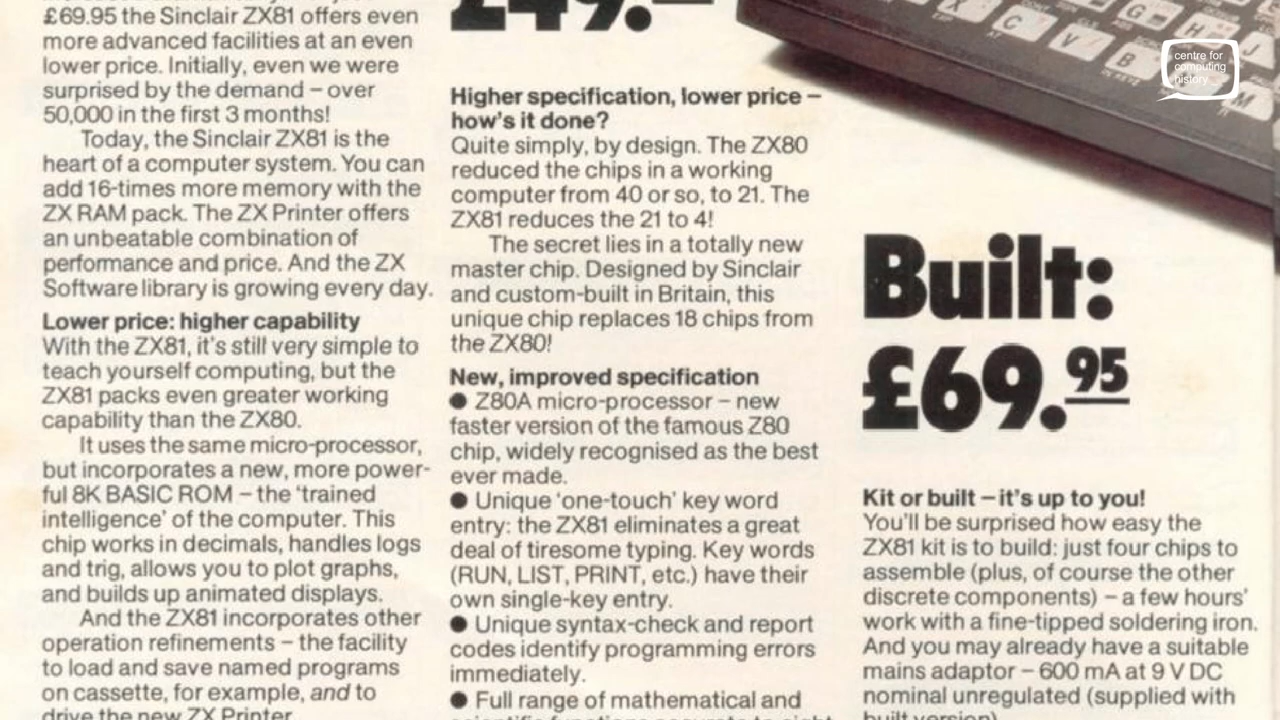 £69.95 the Sinclair ZX81 offers even
more advanced facilities at an even
lower price. Initially, even we were
surprised by the demand – over
50,000 in the first 3 months!
Today, the Sinclair ZX81 is the
heart of a computer system. You can
add 16-times more memory with the
ZX RAM pack. The ZX Printer offers
an unbeatable combination of
performance and price. And the ZX
Software library is growing every day.
Lower price: higher capability
With the ZX81, it's still very simple to
teach yourself computing, but the
ZX81 packs even greater working
capability than the ZX80.
It uses the same micro-processor,
but incorporates a new, more power-
ful 8K BASIC ROM – the 'trained
intelligence' of the computer. This
chip works in decimals, handles logs
and trig, allows you to plot graphs,
and builds up animated displays.
And the ZX81 incorporates other
operation refinements – the facility
to load and save named programs
on cassette, for example, and to
drive the new ZX Printer.
£49.
Higher specification, lower price –
how's it done?
Quite simply, by design. The ZX80
reduced the chips in a working
computer from 40 or so, to 21. The
ZX81 reduces the 21 to 4!
The secret lies in a totally new
master chip. Designed by Sinclair
and custom-built in Britain, this
unique chip replaces 18 chips from
the ZX80!
New, improved specification
● Z80A micro-processor – new
faster version of the famous Z80
chip, widely recognised as the best
ever made.
● Unique 'one-touch' key word
entry: the ZX81 eliminates a great
deal of tiresome typing. Key words
(RUN, LIST, PRINT, etc.) have their
own single-key entry.
● Unique syntax-check and report
codes identify programming errors
immediately.
● Full range of mathematical and
scientific functions accurate to eight
X C V B G H J M
centre for
computing
history
Built:
£69.95
Kit or built – it's up to you!
You'll be surprised how easy the
ZX81 kit is to build: just four chips to
assemble (plus, of course the other
discrete components) – a few hours'
work with a fine-tipped soldering iron.
And you may already have a suitable
mains adaptor – 600 mA at 9 V DC
nominal unregulated (supplied with
built version).